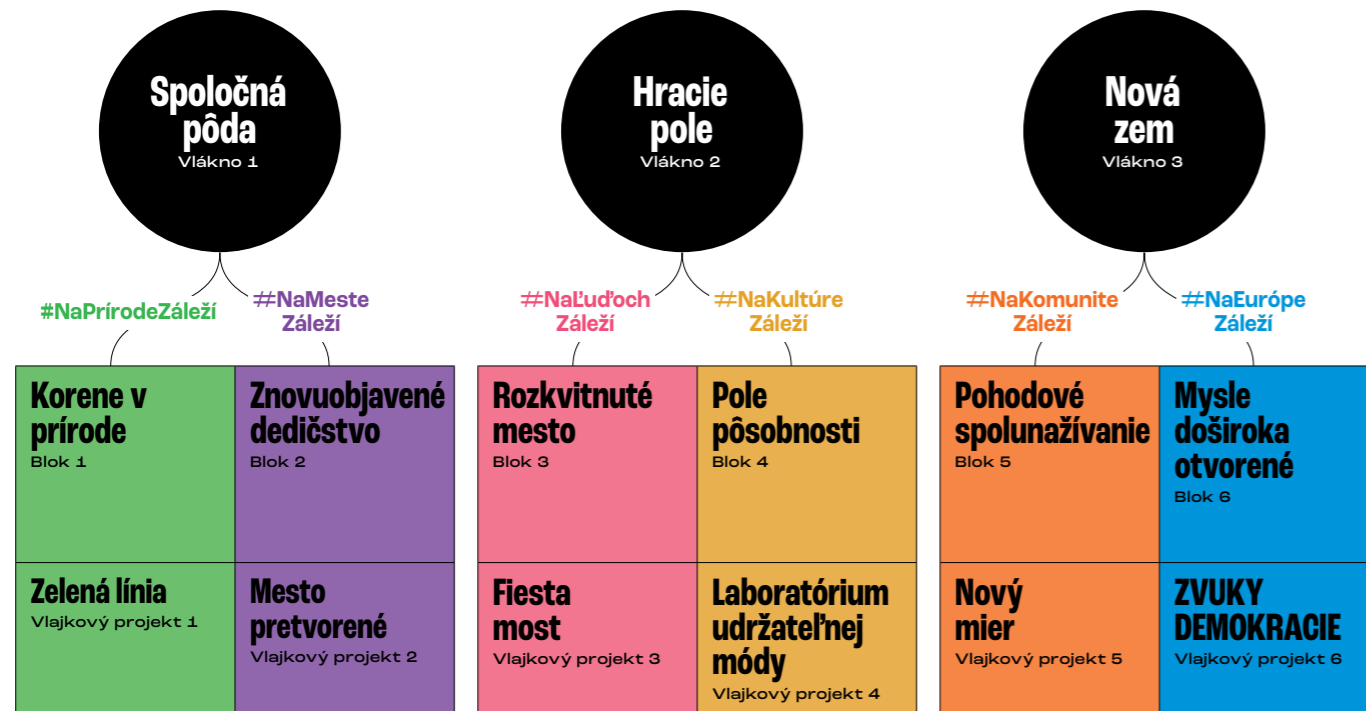 Spoločná
pôda
Vlákno 1
#NaPrírodeZáleží
#NaMeste
Záleží
Korene v
prírode
Blok 1
Znovuobjavené
dedičstvo
Blok 2
Zelená línia
Vlajkový projekt 1
Mesto
pretvorené
Vlajkový projekt 2
Hracie
pole
Vlákno 2
#NaĽuďoch
Záleží
#NaKultúre
Záleží
Rozkvitnuté
mesto
Blok 3
Pole
pôsobnosti
Blok 4
Fiesta
most
Vlajkový projekt 3
Laboratórium
udržateľnej
módy
Vlajkový projekt 4
Nová
zem
Vlákno 3
#NaKomunite
Záleží
#NaEurópe
Záleží
Pohodové
spolunažívanie
Blok 5
Mysle
doširoka
otvorené
Blok 6
Nový
mier
Vlajkový projekt 5
ZVUKY
DEMOKRACIE
Vlajkový projekt 6